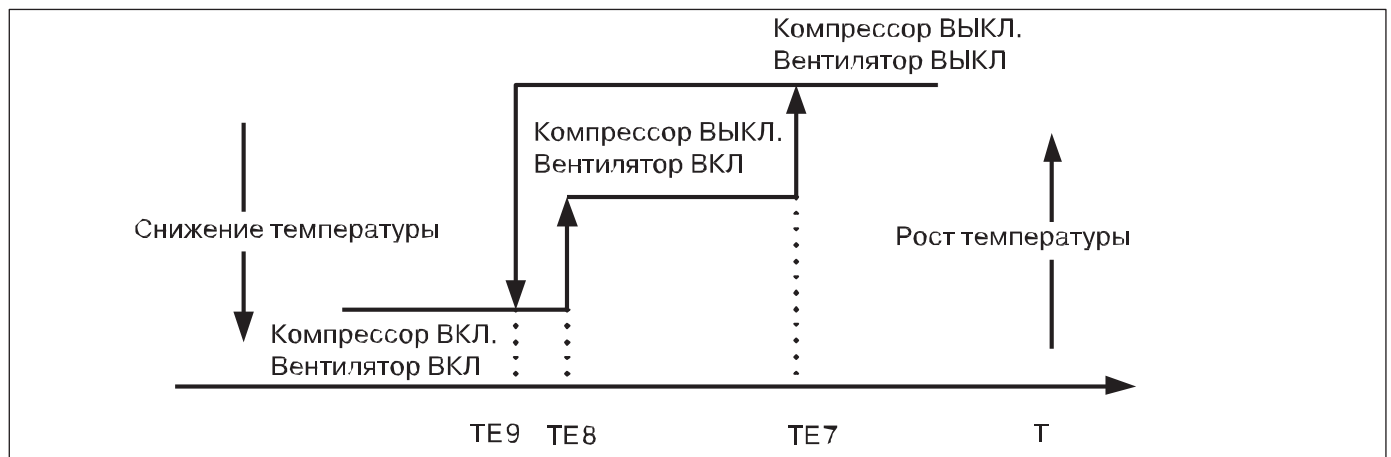 Компрессор ВЫКЛ.
Вентилятор ВЫКЛ
Компрессор ВЫКЛ.
Вентилятор ВКЛ
Снижение температуры
Рост температуры
Компрессор ВКЛ.
Вентилятор ВКЛ
TE9 TE8 TE7 T